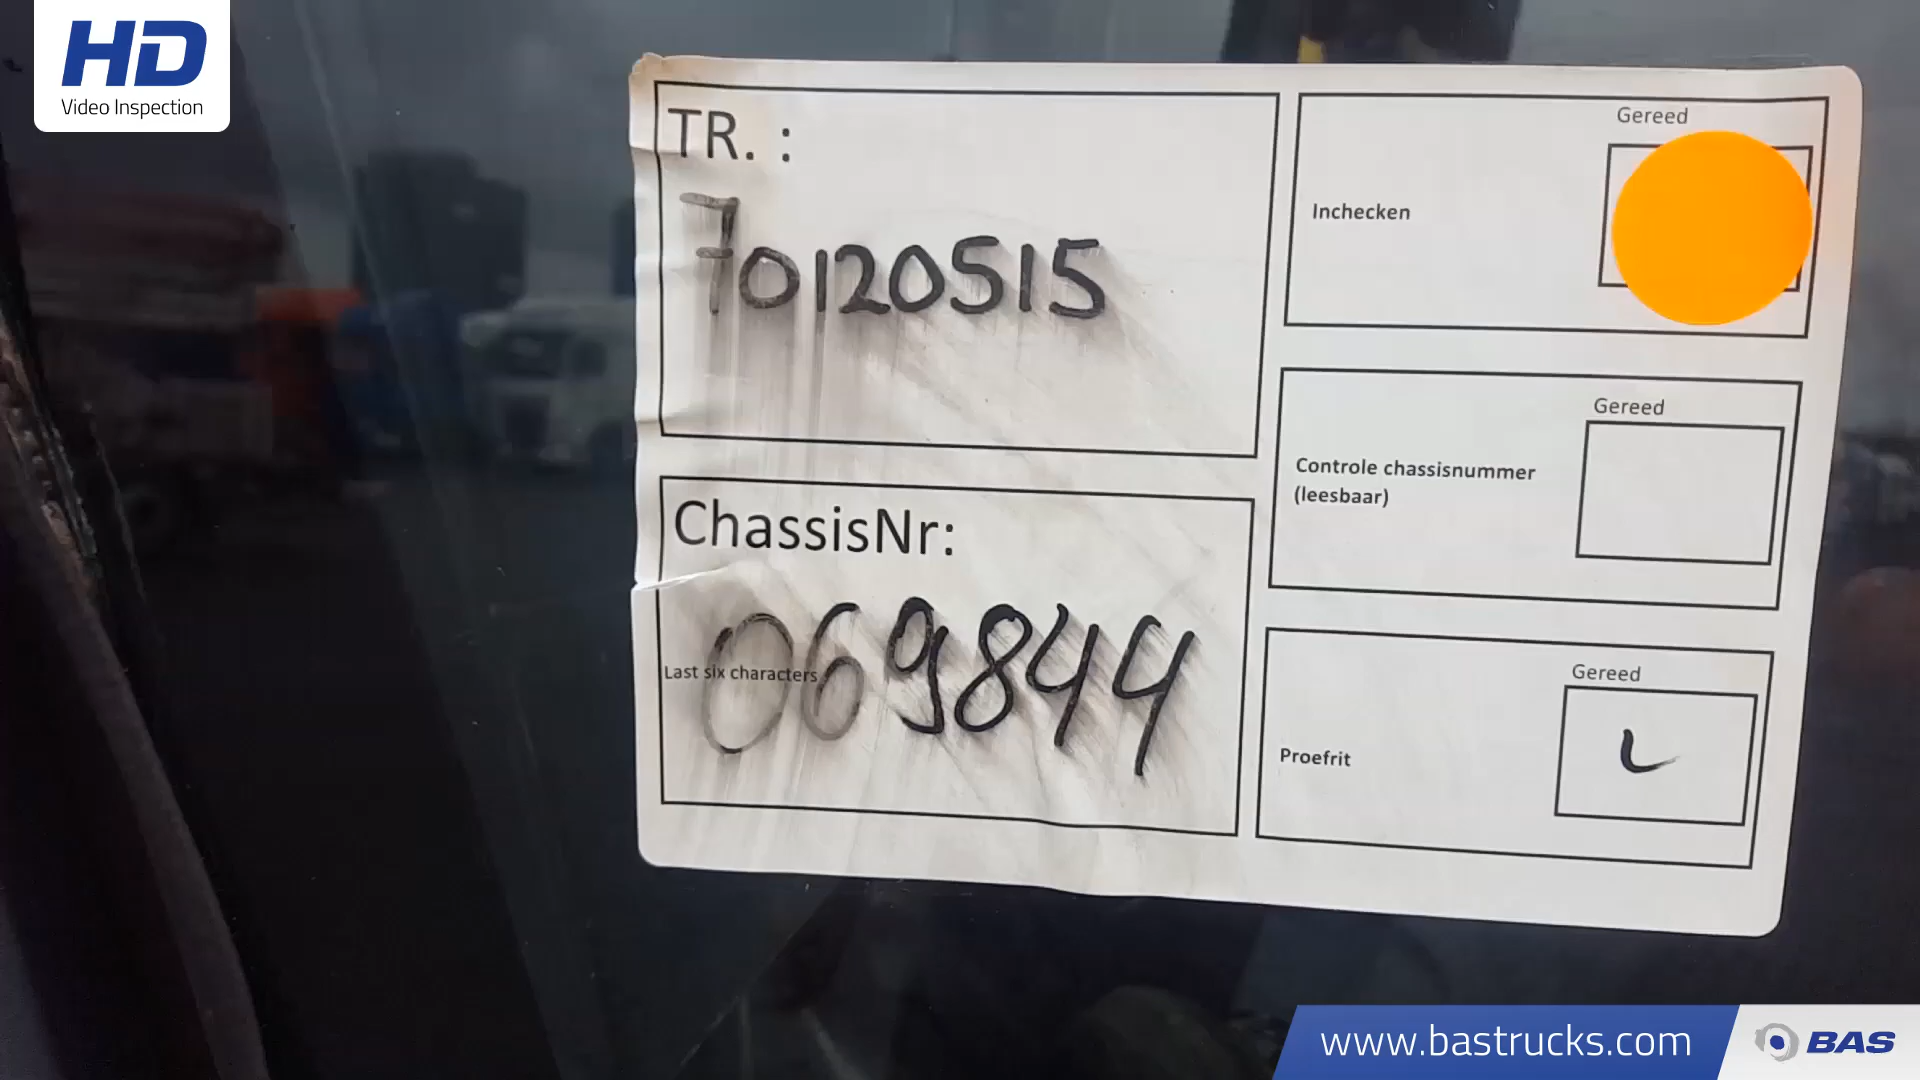 HD
Video Inspection
TR. :
70120515
ChassisNr:
069844
Last six characters
Gereed
Inchecken
Gereed
Controle chassisnummer
(leesbaar)
Gereed
Proefrit
www.bastrucks.com
BAS